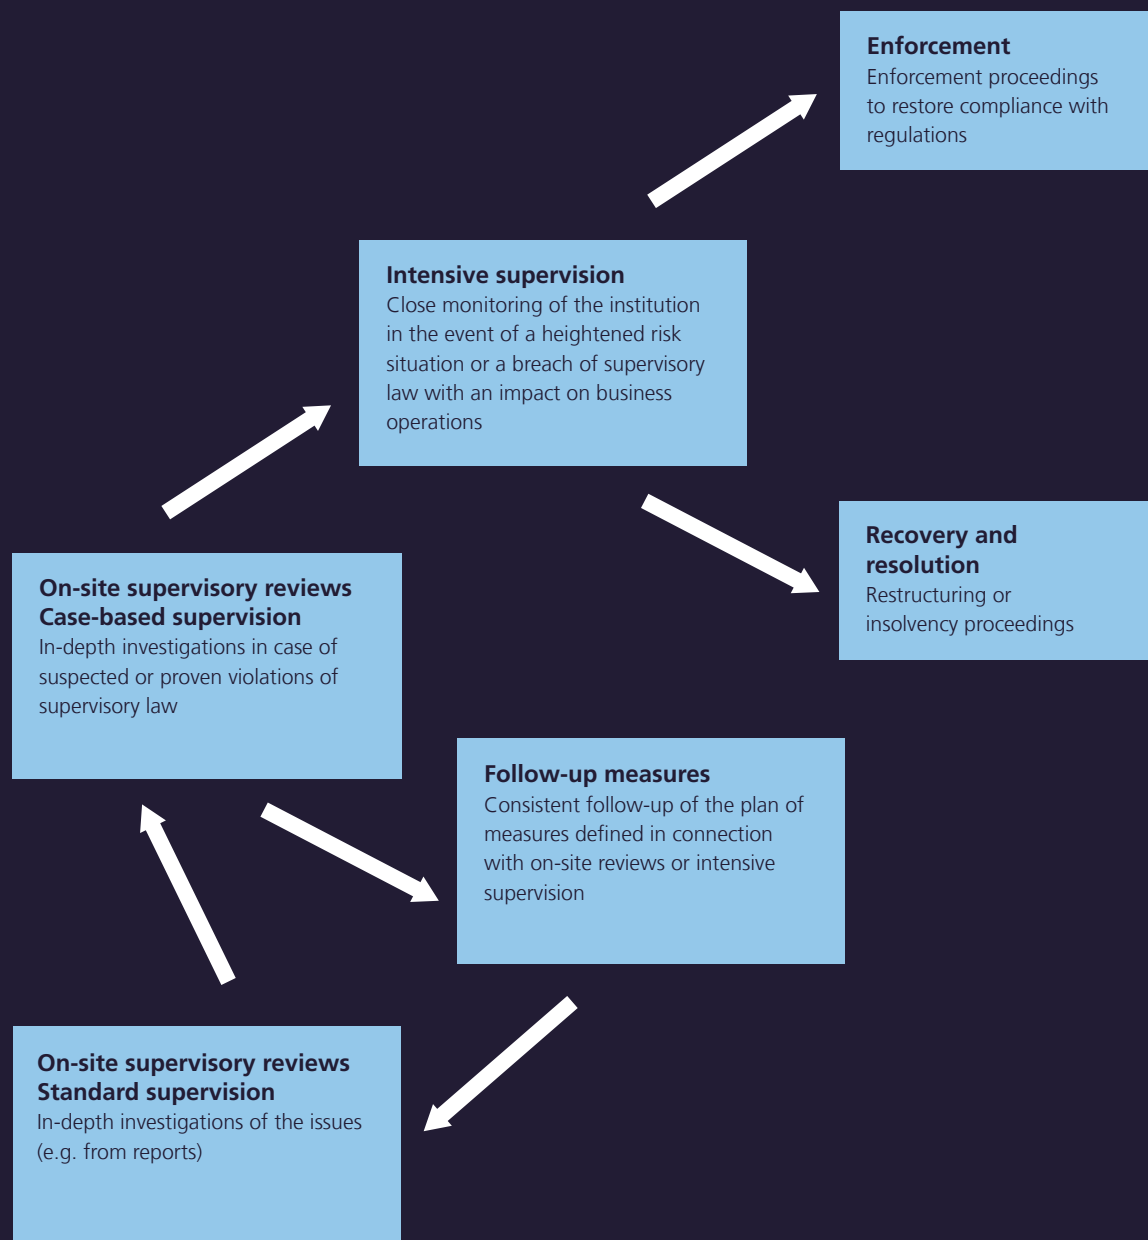 Enforcement
Enforcement proceedings
to restore compliance with
regulations
Intensive supervision
Close monitoring of the institution
in the event of a heightened risk
situation or a breach of supervisory
law with an impact on business
operations
Recovery and
resolution
Restructuring or
insolvency proceedings
On-site supervisory reviews
Case-based supervision
In-depth investigations in case of
suspected or proven violations of
supervisory law
Follow-up measures
Consistent follow-up of the plan of
measures defined in connection
with on-site reviews or intensive
supervision
On-site supervisory reviews
Standard supervision
In-depth investigations of the issues
(e.g. from reports)